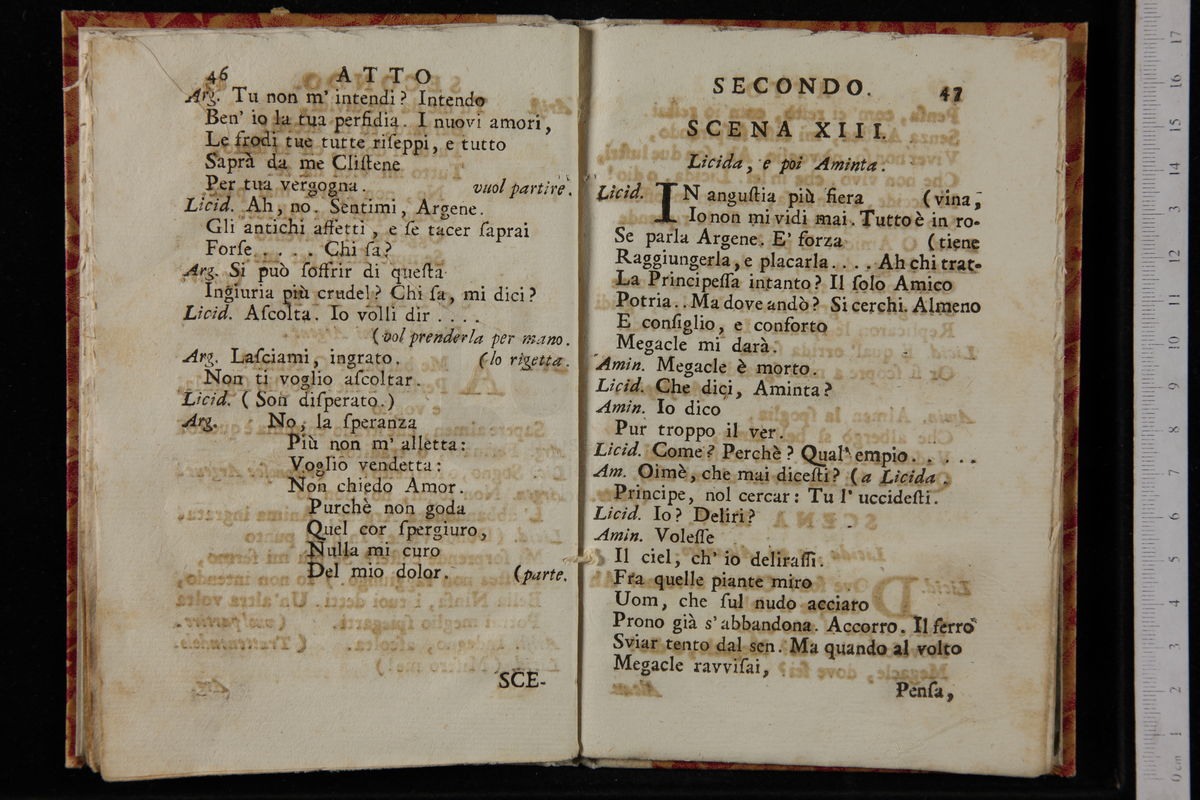 46 ATTO
Arg. Tu non m' intendi? Intendo
Ben' io la tua perfidia. I nuovi amori,
Le frodi tue tutte riſeppi, e tutto
Saprà da me Cliſtene
Per tua vergogna. vuol partire.
Licid. Ah, no. Sentimi, Argene.
Gli antichi affetti, e ſe tacer ſaprai
Forſe . . . . Chi ſa?
Arg. Si può ſoffrir di queſta
Ingiuria più crudel? Chi ſa, mi dici?
Licid. Aſcolta. Io volli dir . . . .
(vol prenderla per mano.
Arg. Laſciami, ingrato. (lo rigetta.
Non ti voglio aſcoltar.
Licid. (Son diſperato.)
Arg. No, la ſperanza
Più non m' alletta:
Voglio vendetta:
Non chiedo Amor.
Purchè non goda
Quel cor ſpergiuro,
Nulla mi curo
Del mio dolor. (parte.
SCE-
SECONDO. 47
SCENA XIII.
Licida, e poi Aminta.
Licid. IN anguſtia più fiera (vina,
Io non mi vidi mai. Tutto è in ro-
Se parla Argene. E' forza (tiene
Raggiungerla, e placarla. . . . Ah chi trat-
La Principeſſa intanto? Il ſolo Amico
Potria. . Ma dove andò? Si cerchi. Almeno
E conſiglio, e conforto
Megacle mi darà.
Amin. Megacle è morto.
Licid. Che dici, Aminta?
Amin. Io dico
Pur troppo il ver.
Licid. Come? Perchè? Qual' empio. . . . .
Am. Oimè, che mai diceſti? (a Licida.
Principe, nol cercar: Tu l' uccideſti.
Licid. Io? Deliri?
Amin. Voleſſe
Il ciel, ch' io deliraſſi.
Fra quelle piante miro
Uom, che ſul nudo acciaro
Prono già s' abbandona. Accorro. Il ferro
Sviar tento dal sen. Ma quando al volto
Megacle ravviſai,
Penſa,